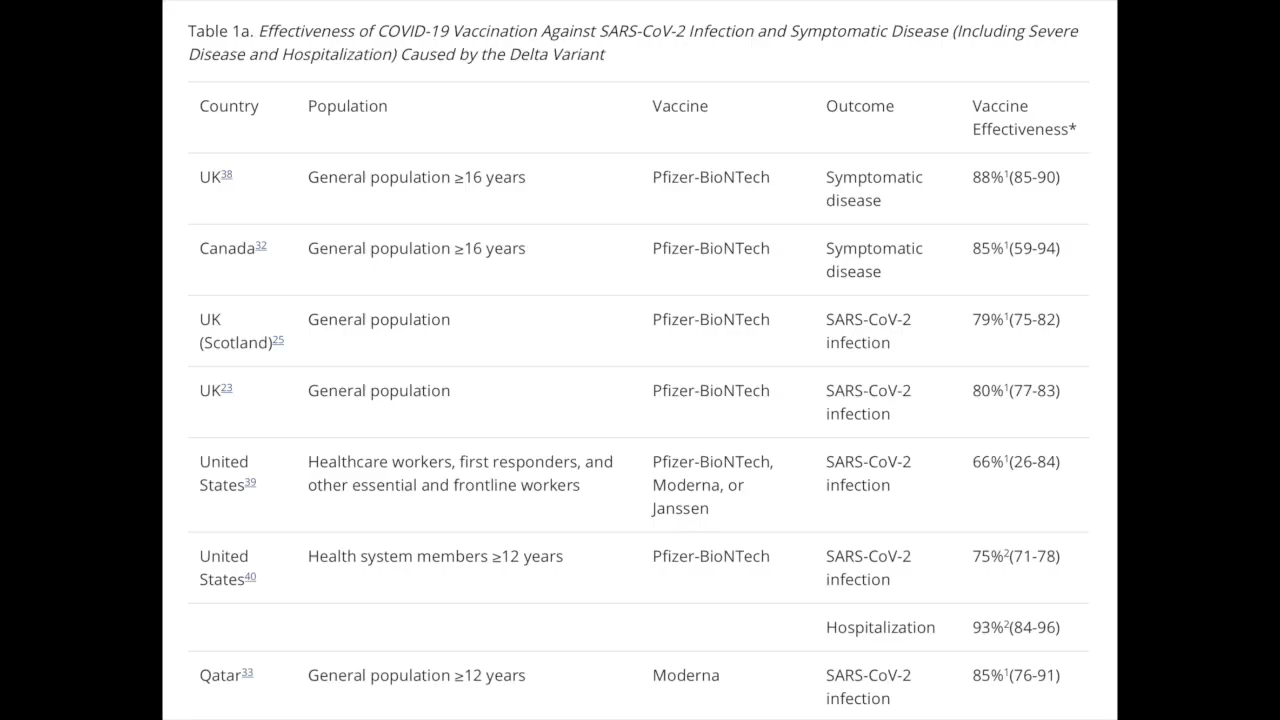 Table 1a. Effectiveness of COVID-19 Vaccination Against SARS-CoV-2 Infection and Symptomatic Disease (Including Severe
Disease and Hospitalization) Caused by the Delta Variant
Country Population Vaccine Outcome Vaccine
Effectiveness*
UK38 General population ≥16 years Pfizer-BioNTech Symptomatic 88%1(85-90)
disease
Canada32 General population ≥16 years Pfizer-BioNTech Symptomatic 85%1(59-94)
disease
UK General population Pfizer-BioNTech SARS-CoV-2 79%1(75-82)
(Scotland)25 infection
UK23 General population Pfizer-BioNTech SARS-CoV-2 80%1(77-83)
infection
United Healthcare workers, first responders, and Pfizer-BioNTech, SARS-CoV-2 66%1(26-84)
States39 other essential and frontline workers Moderna, or infection
Janssen
United Health system members ≥12 years Pfizer-BioNTech SARS-CoV-2 75%2(71-78)
States40 infection
Hospitalization 93%2(84-96)
Qatar33 General population ≥12 years Moderna SARS-CoV-2 85%1(76-91)
infection